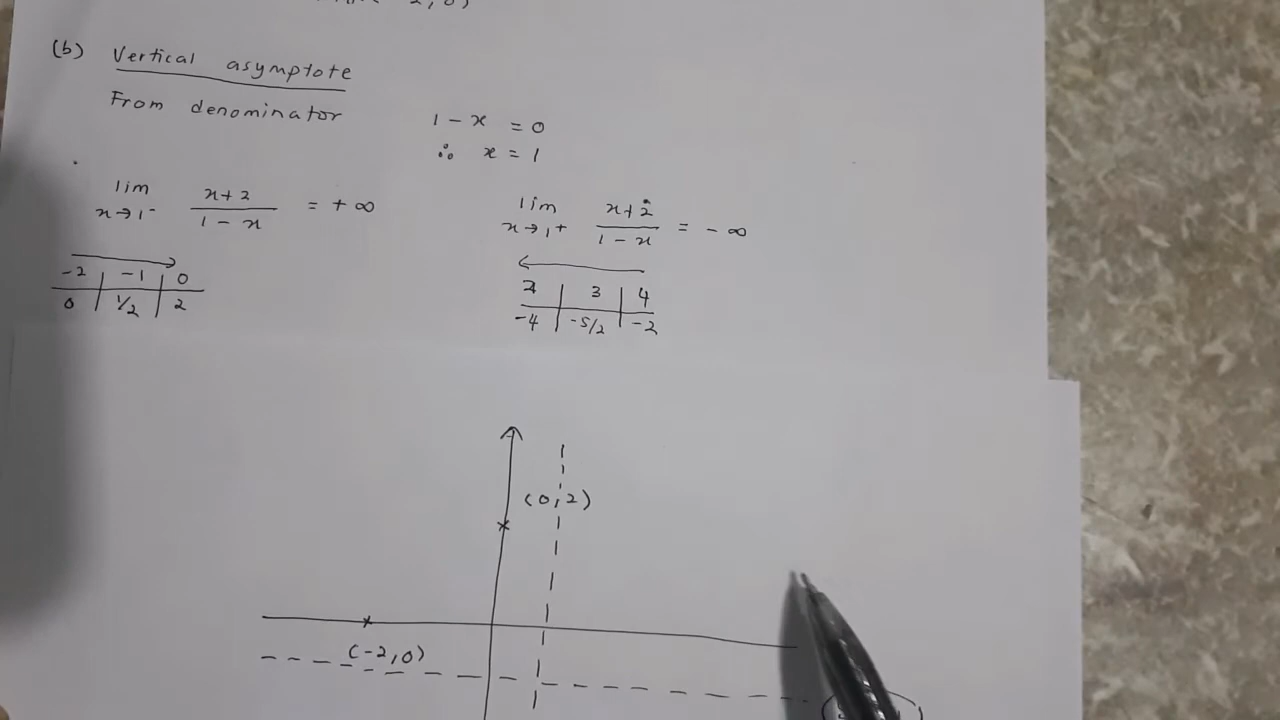 (b) Vertical asymptote
From denominator
1 - x = 0
∴ x = 1
lim x→1⁻ x+2 / 1-x = +∞
lim x→1⁺ x+2 / 1-x = -∞
-2 | -1 | 0
0 | 1/2 | 2
2 | 3 | 4
-4 | -5/2 | -2
(0,2)
(-2,0)